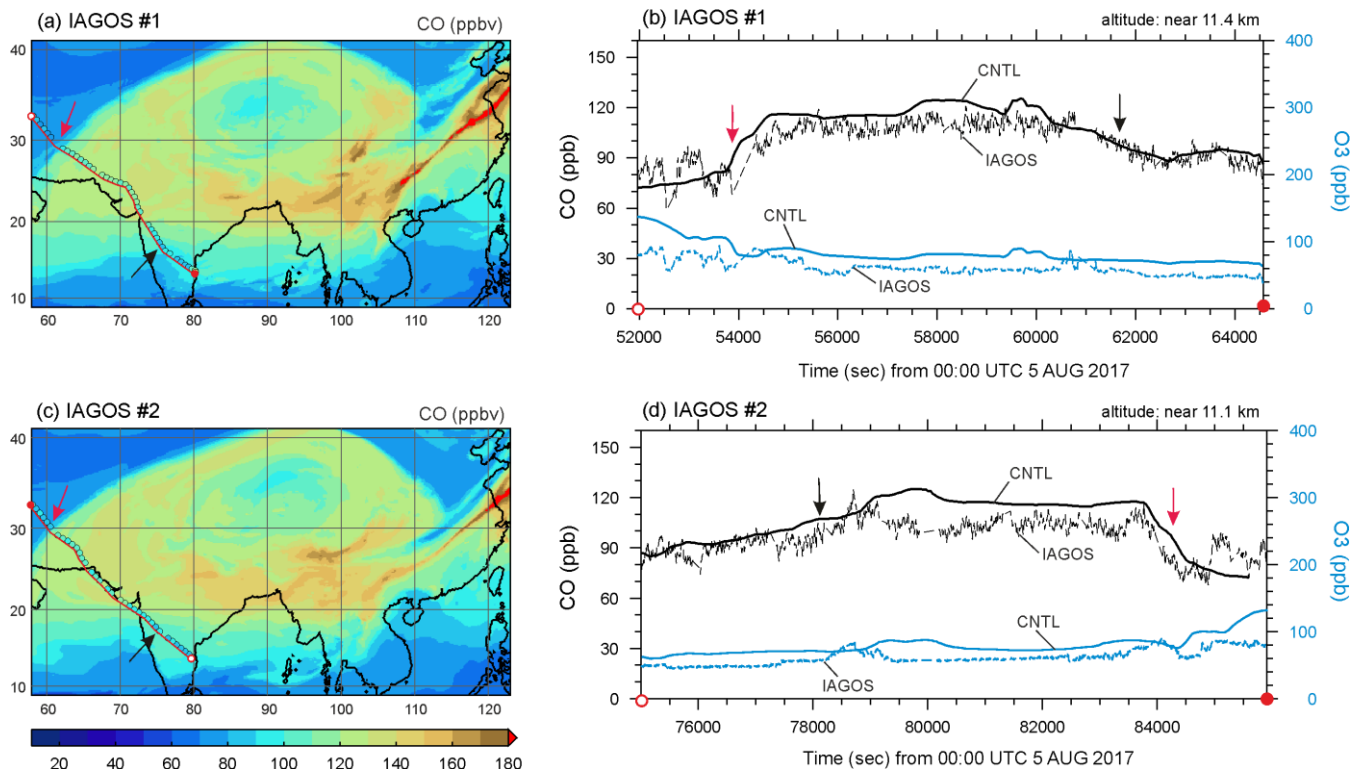 (a) IAGOS #1
CO (ppbv)
40
30
20
10
60 70 80 90 100 110 120
(b) IAGOS #1
altitude: near 11.4 km
CO (ppb)
160
120
90
60
30
0
400
300
200
100
0
O3 (ppb)
CNTL
IAGOS
CNTL
IAGOS
52000 54000 56000 58000 60000 62000 64000
Time (sec) from 00:00 UTC 5 AUG 2017
(c) IAGOS #2
CO (ppbv)
40
30
20
10
60 70 80 90 100 110 120
20 40 60 80 100 120 140 160 180
(d) IAGOS #2
altitude: near 11.1 km
CO (ppb)
160
120
90
60
30
0
400
300
200
100
0
O3 (ppb)
CNTL
IAGOS
CNTL
IAGOS
76000 78000 80000 82000 84000
Time (sec) from 00:00 UTC 5 AUG 2017